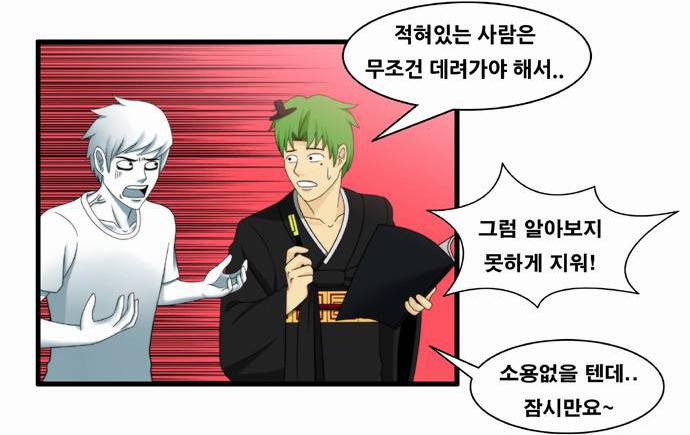 적혀있는 사람은
무조건 데려가야 해서..
그럼 알아보지
못하게 지워!
소용없을 텐데..
잠시만요~